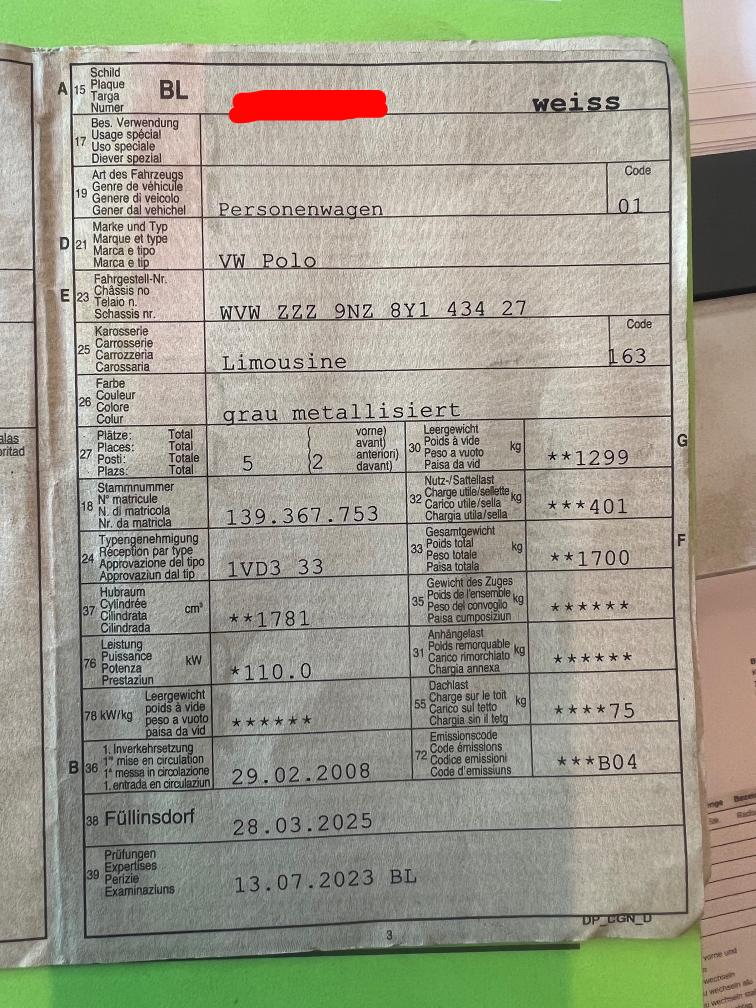 A 15 Schild
Plaque
Targa
Numer
BL
weiss
17 Bes. Verwendung
Usage spécial
Uso speciale
Diever spezial
19 Art des Fahrzeugs
Genre de véhicule
Genere di veicolo
Gener dal vehichel
Personenwagen
Code
01
D 21 Marke und Typ
Marque et type
Marca e tipo
Marca e tip
VW Polo
E 23 Fahrgestell-Nr.
Châssis no
Telaio n.
Schassis nr.
WVW ZZZ 9NZ 8Y1 434 27
25 Karosserie
Carrosserie
Carrozzeria
Carossaria
Limousine
Code
163
26 Farbe
Couleur
Colore
Colur
grau metallisiert
27 Plätze: Total
Places: Total
Posti: Totale
Plazs: Total
5
(2
vorne)
avant)
anteriori)
davant)
30 Leergewicht
Poids à vide
Peso a vuoto
Paisa da vid
kg
**1299
G
18 Stammnummer
N° matricule
N. di matricola
Nr. da matricla
139.367.753
32 Nutz-/Sattellast
Charge utile/sellette
Carico utile/sella
Chargia utila/sella
kg
***401
24 Typengenehmigung
Réception par type
Approvazione del tipo
Approvaziun dal tip
1VD3 33
33 Gesamtgewicht
Poids total
Peso totale
Paisa totala
kg
**1700
F
37 Hubraum
Cylindrée
Cilindrata
Cilindrada
cm³
**1781
35 Gewicht des Zuges
Poids de l'ensemble
Peso del convoglio
Paisa cumposiziun
kg
******
76 Leistung
Puissance
Potenza
Prestaziun
kW
*110.0
31 Anhängelast
Poids remorquable
Carico rimorchiato
Chargia annexa
kg
******
78 kW/kg
Leergewicht
poids à vide
peso a vuoto
paisa da vid
******
55 Dachlast
Charge sur le toit
Carico sul tetto
Chargia sin il tetg
kg
****75
B 36 1. Inverkehrsetzung
1re mise en circulation
1a messa in circolazione
1. entrada en circulaziun
29.02.2008
72 Emissionscode
Code émissions
Codice emissioni
Code d'emissiuns
***B04
38 Füllinsdorf
28.03.2025
39 Prüfungen
Expertises
Perizie
Examinaziuns
13.07.2023 BL
DP_CGN_D
3
vorne und
wechseln